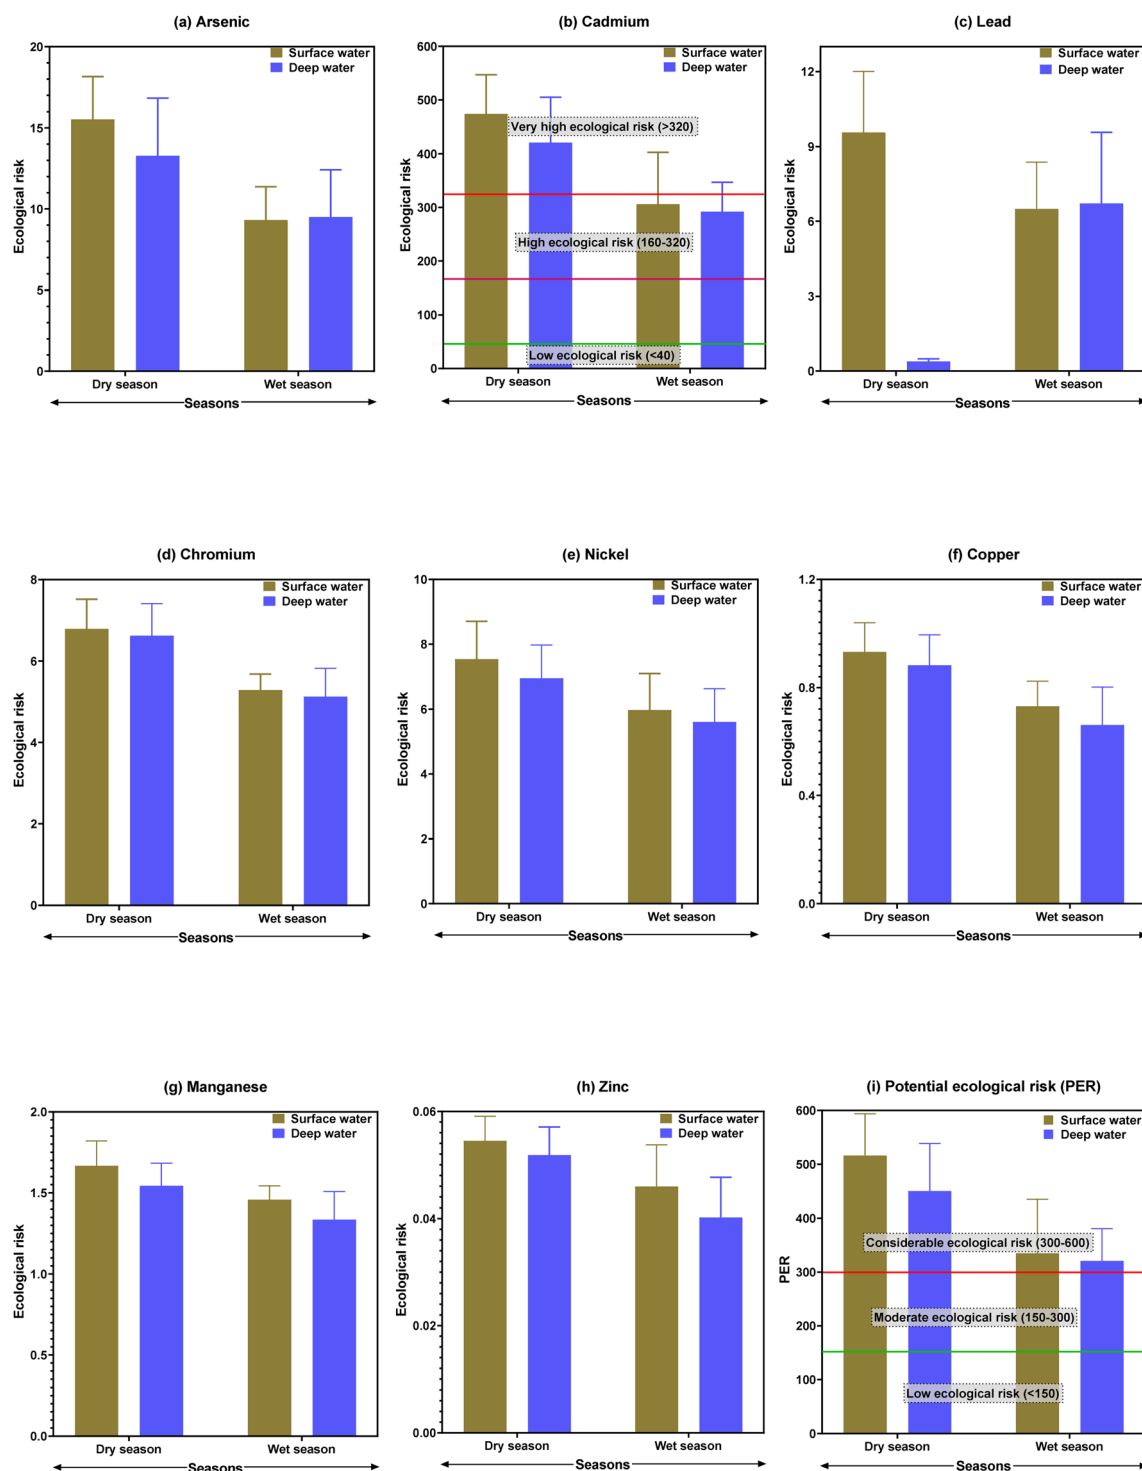 (a) Arsenic
Surface water
Deep water
Ecological risk
20
15
10
5
0
Dry season
Wet season
Seasons
(b) Cadmium
Surface water
Deep water
Ecological risk
600
500
400
300
200
100
0
Very high ecological risk (>320)
High ecological risk (160-320)
Low ecological risk (<40)
Dry season
Wet season
Seasons
(c) Lead
Surface water
Deep water
Ecological risk
12
9
6
3
0
Dry season
Wet season
Seasons
(d) Chromium
Surface water
Deep water
Ecological risk
8
6
4
2
0
Dry season
Wet season
Seasons
(e) Nickel
Surface water
Deep water
Ecological risk
10
8
6
4
2
0
Dry season
Wet season
Seasons
(f) Copper
Surface water
Deep water
Ecological risk
1.2
0.8
0.4
0.0
Dry season
Wet season
Seasons
(g) Manganese
Surface water
Deep water
Ecological risk
2.0
1.5
1.0
0.5
0.0
Dry season
Wet season
Seasons
(h) Zinc
Surface water
Deep water
Ecological risk
0.06
0.04
0.02
0.00
Dry season
Wet season
Seasons
(i) Potential ecological risk (PER)
Surface water
Deep water
PER
600
500
400
300
200
100
0
Considerable ecological risk (300-600)
Moderate ecological risk (150-300)
Low ecological risk (<150)
Dry season
Wet season
Seasons